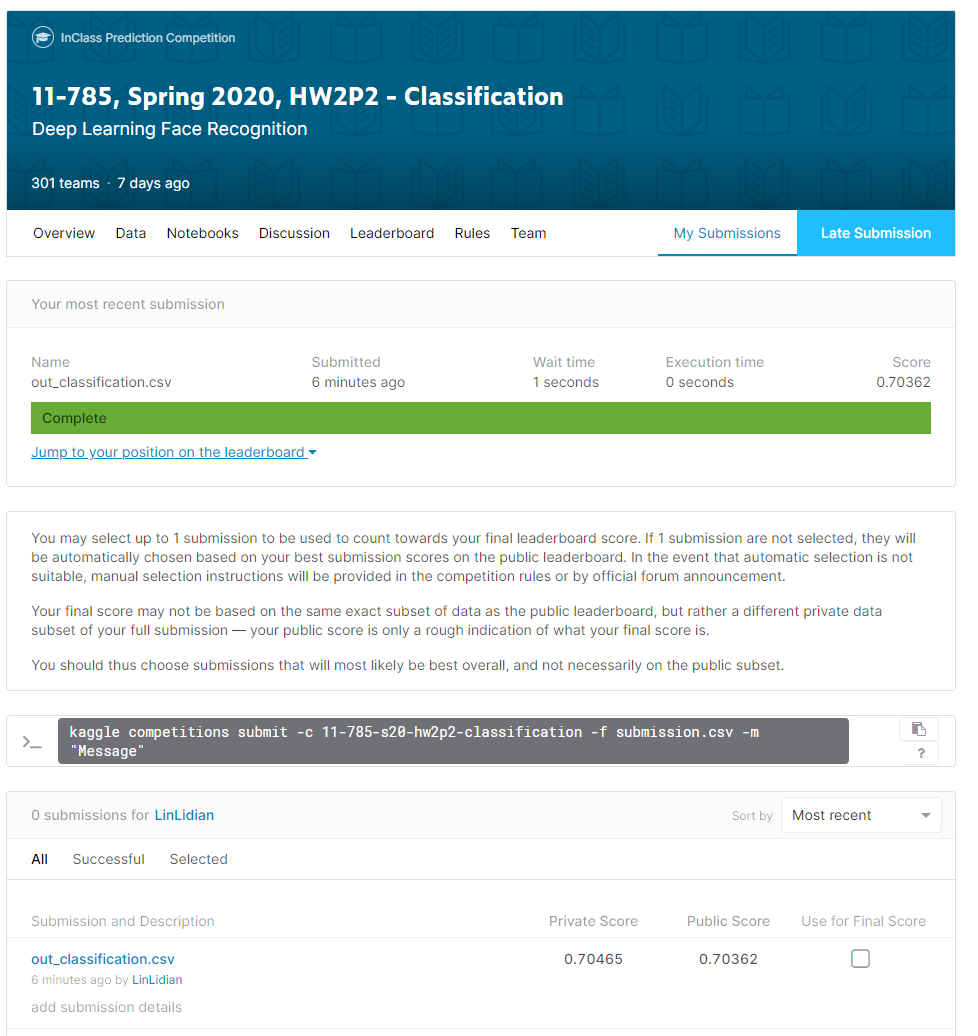 InClass Prediction Competition
11-785, Spring 2020, HW2P2 - Classification
Deep Learning Face Recognition
301 teams · 7 days ago
Overview Data Notebooks Discussion Leaderboard Rules Team My Submissions Late Submission
Your most recent submission
Name Submitted Wait time Execution time Score
out_classification.csv 6 minutes ago 1 seconds 0 seconds 0.70362
Complete
Jump to your position on the leaderboard
You may select up to 1 submission to be used to count towards your final leaderboard score. If 1 submission are not selected, they will
be automatically chosen based on your best submission scores on the public leaderboard. In the event that automatic selection is not
suitable, manual selection instructions will be provided in the competition rules or by official forum announcement.
Your final score may not be based on the same exact subset of data as the public leaderboard, but rather a different private data
subset of your full submission — your public score is only a rough indication of what your final score is.
You should thus choose submissions that will most likely be best overall, and not necessarily on the public subset.
>_ kaggle competitions submit -c 11-785-s20-hw2p2-classification -f submission.csv -m
"Message"
?
0 submissions for LinLidian Sort by Most recent
All Successful Selected
Submission and Description Private Score Public Score Use for Final Score
out_classification.csv 0.70465 0.70362
6 minutes ago by LinLidian
add submission details